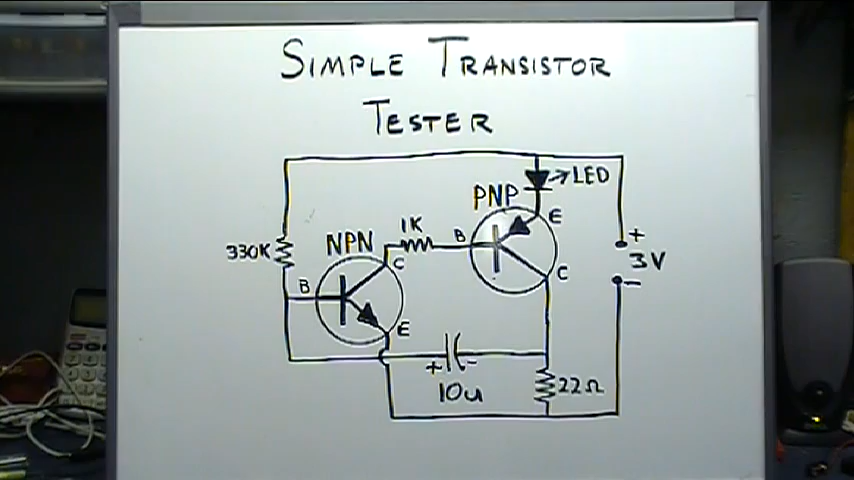 SIMPLE TRANSISTOR
TESTER
LED
PNP
E
1K
B
+
330K
NPN
C
3V
C
-
B
E
+ -
10u
22Ω